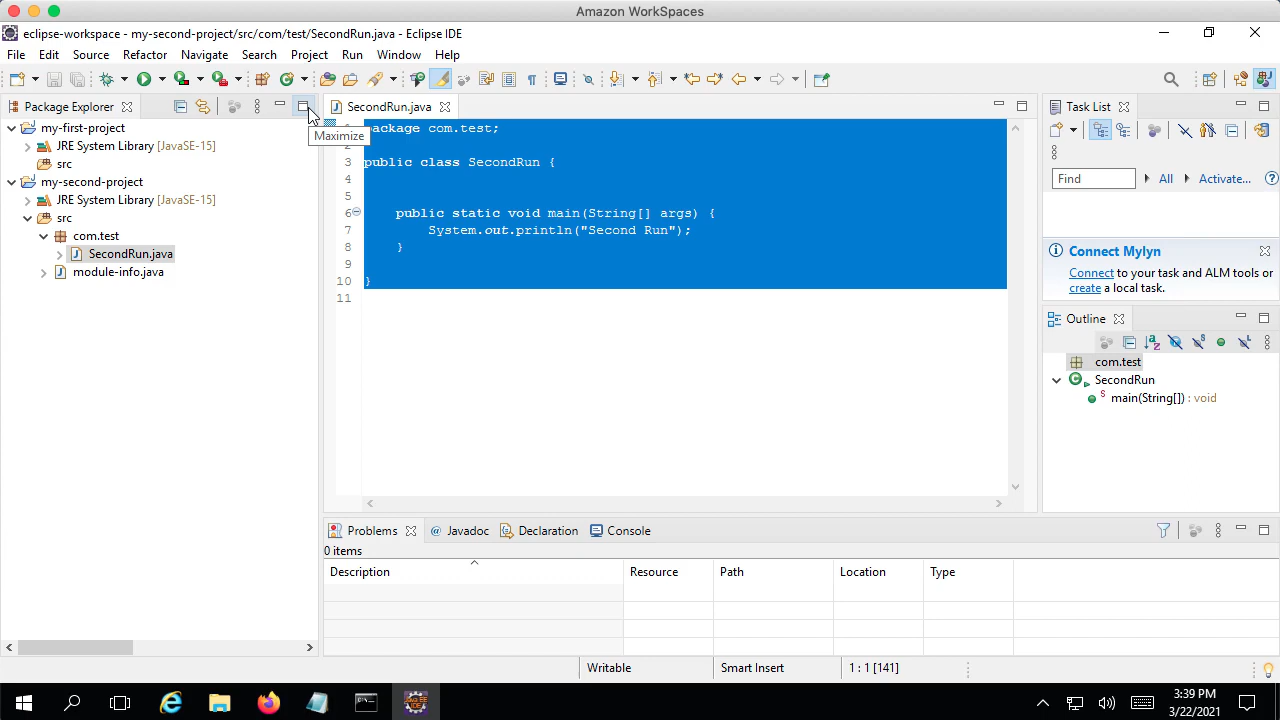 Amazon WorkSpaces
eclipse-workspace - my-second-project/src/com/test/SecondRun.java - Eclipse IDE
File Edit Source Refactor Navigate Search Project Run Window Help
Package Explorer
my-first-project
JRE System Library [JavaSE-15]
src
my-second-project
JRE System Library [JavaSE-15]
src
com.test
SecondRun.java
module-info.java
Maximize
SecondRun.java
package com.test;
3 public class SecondRun {
4
5
6 public static void main(String[] args) {
7 System.out.println("Second Run");
8 }
9
10 }
11
Task List
Find All Activate...
Connect Mylyn
Connect to your task and ALM tools or
create a local task.
Outline
com.test
SecondRun
main(String[]) : void
Problems @ Javadoc Declaration Console
0 items
Description Resource Path Location Type
Writable Smart Insert 1 : 1 [141]
3:39 PM
3/22/2021